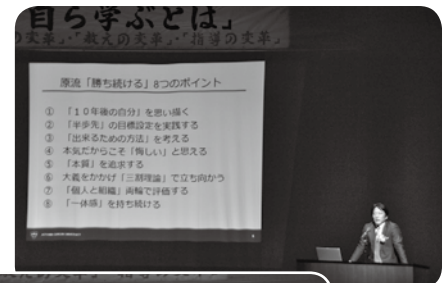 自ら学ぶとは」
の変革」・「教えの変革」・「指導の変革」
原流「勝ち続ける」8つのポイント
① 「10年後の自分」を思い描く
② 「半歩先」の目標設定を実践する
③ 「出来るための方法」を考える
④ 本気だからこそ「悔しい」と思える
⑤ 「本質」を追求する
⑥ 大義をかかげ「三割理論」で立ち向かう
⑦ 「個人と組織」両輪で評価する
⑧ 「一体感」を持ち続ける